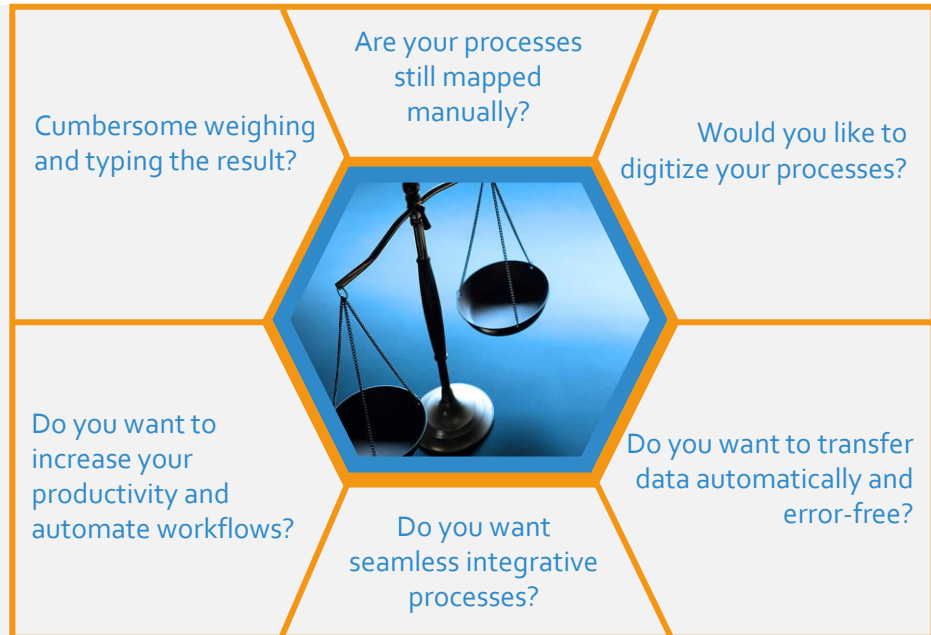 Are your processes
still mapped
manually?
Cumbersome weighing
and typing the result?
Would you like to
digitize your processes?
Do you want to
increase your
productivity and
automate workflows?
Do you want
seamless integrative
processes?
Do you want to transfer
data automatically and
error-free?